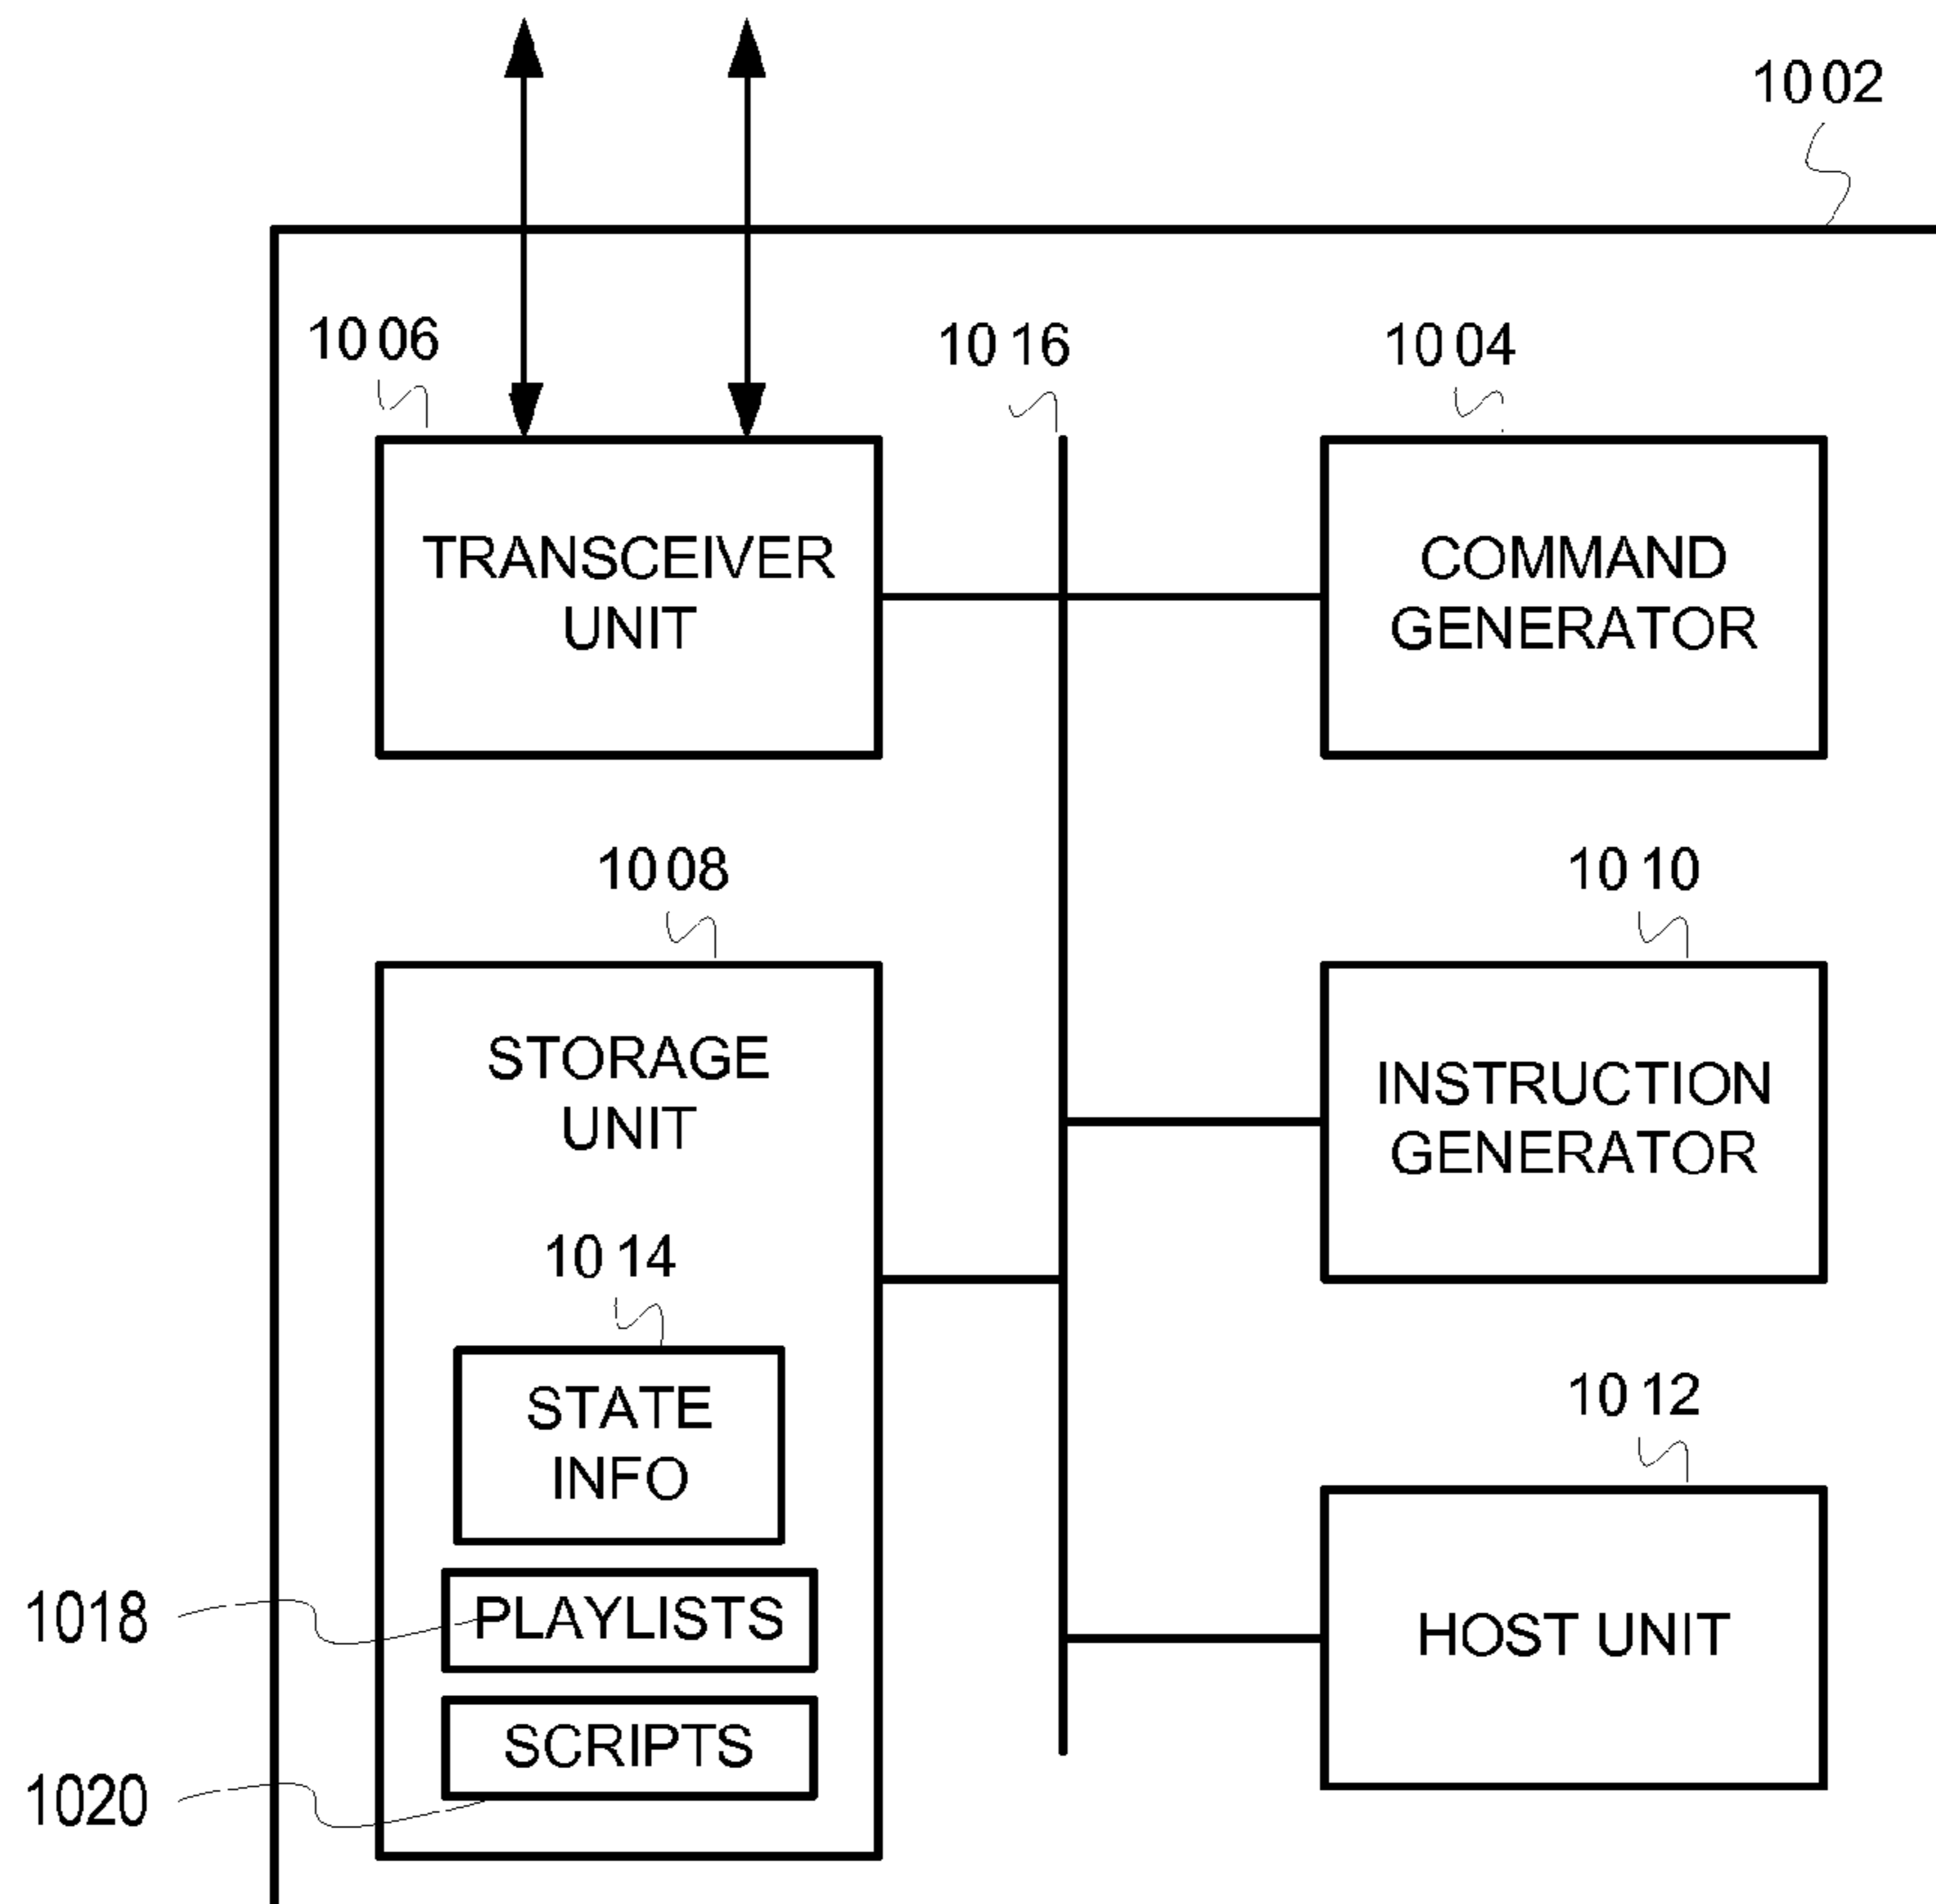 1002
1006
1016
1004
TRANSCEIVER
UNIT
COMMAND
GENERATOR
1008
1010
STORAGE
UNIT
INSTRUCTION
GENERATOR
1014
STATE
INFO
1012
1018
PLAYLISTS
HOST UNIT
SCRIPTS
1020